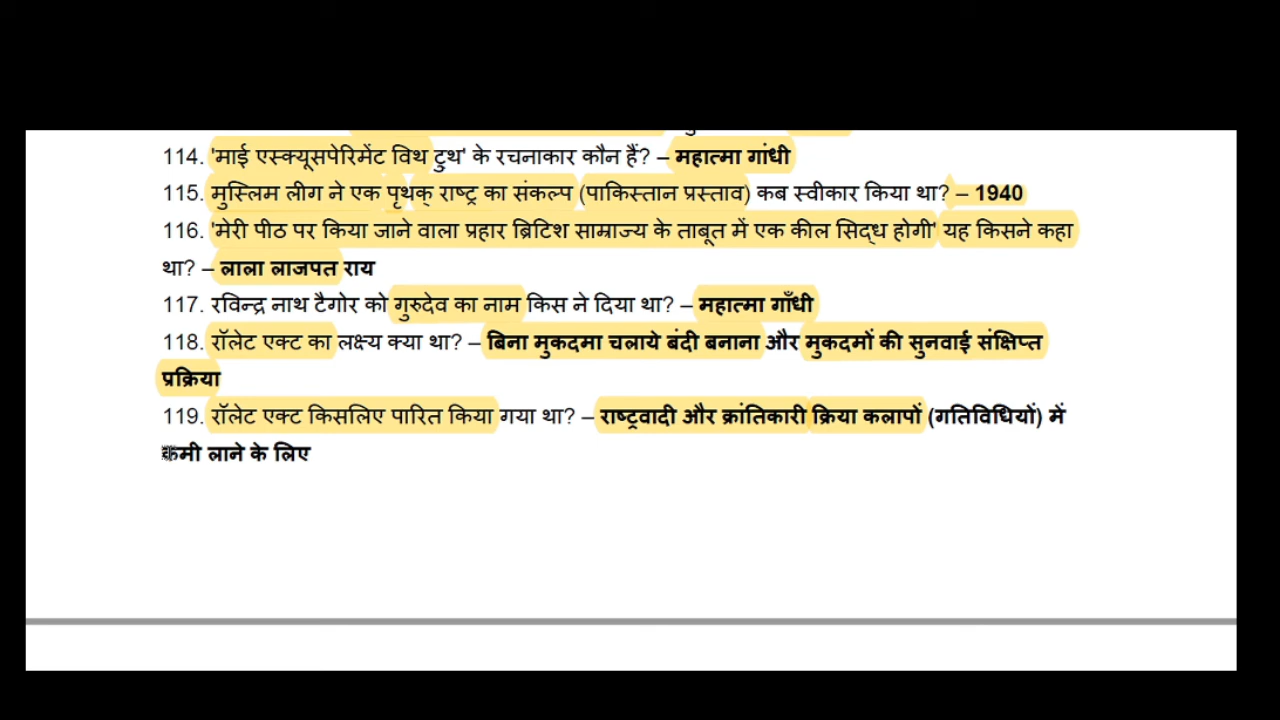 114. 'माई एस्क्यूसपेरिमेंट विथ ट्रुथ' के रचनाकार कौन हैं? – महात्मा गांधी
115. मुस्लिम लीग ने एक पृथक् राष्ट्र का संकल्प (पाकिस्तान प्रस्ताव) कब स्वीकार किया था? – 1940
116. 'मेरी पीठ पर किया जाने वाला प्रहार ब्रिटिश साम्राज्य के ताबूत में एक कील सिद्ध होगी' यह किसने कहा
था? – लाला लाजपत राय
117. रविन्द्र नाथ टैगोर को गुरुदेव का नाम किस ने दिया था? – महात्मा गाँधी
118. रॉलेट एक्ट का लक्ष्य क्या था? – बिना मुकदमा चलाये बंदी बनाना और मुकदमों की सुनवाई संक्षिप्त
प्रक्रिया
119. रॉलेट एक्ट किसलिए पारित किया गया था? – राष्ट्रवादी और क्रांतिकारी क्रिया कलापों (गतिविधियों) में
कमी लाने के लिए